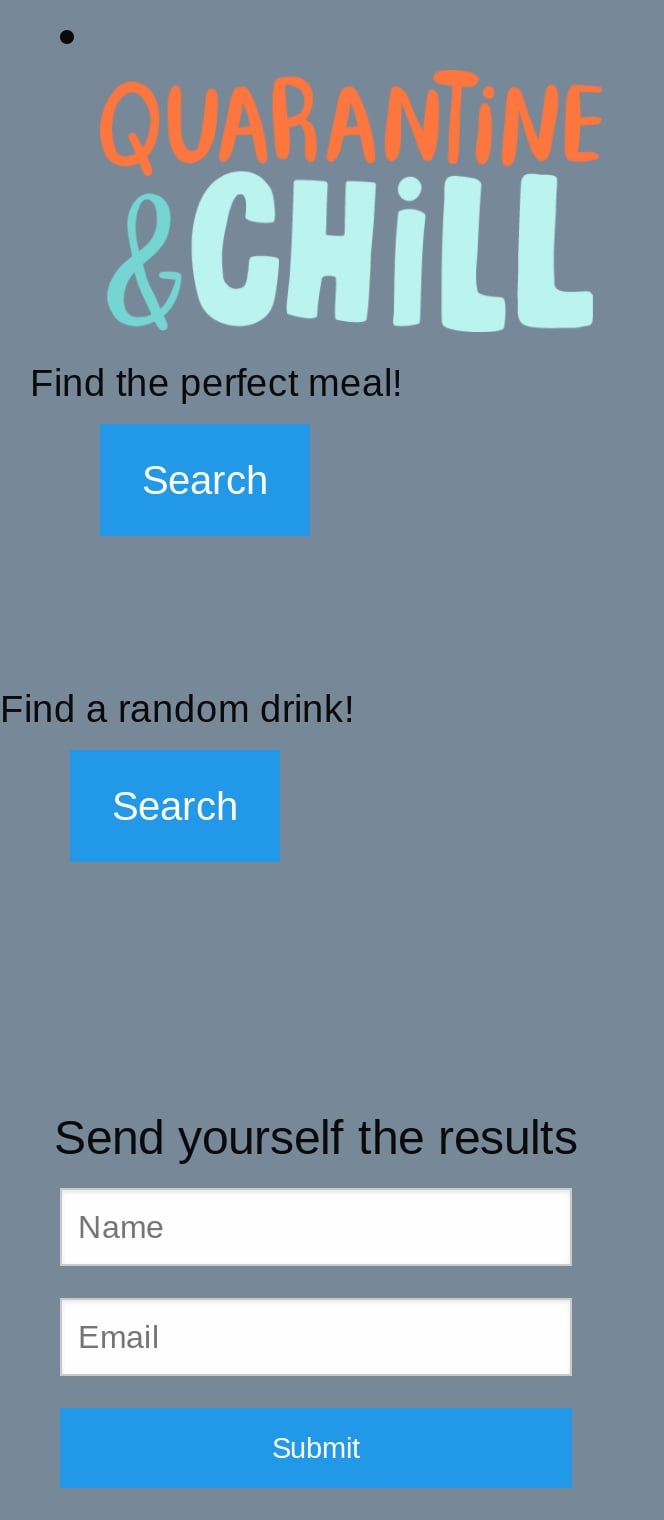 QUARANTINE
& CHiLL
Find the perfect meal!
Search
Find a random drink!
Search
Send yourself the results
Name
Email
Submit